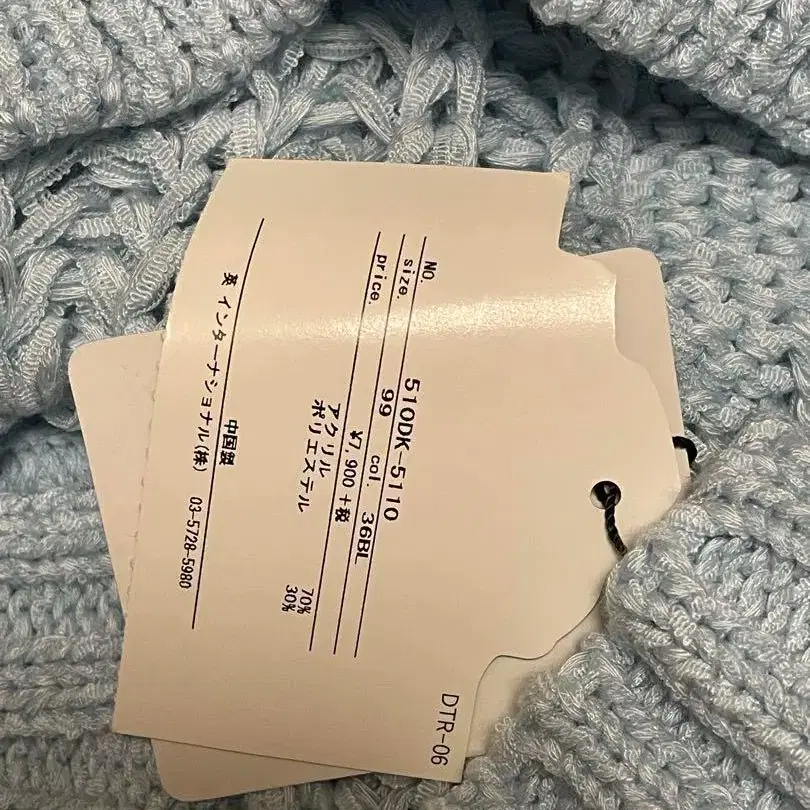 NO. 510DK-5110
size. 99 col. 36BL
price. ¥7,900+税
アクリル 70%
ポリエステル 30%
中国製
英インターナショナル(株) 03-5728-5980
DTR-06